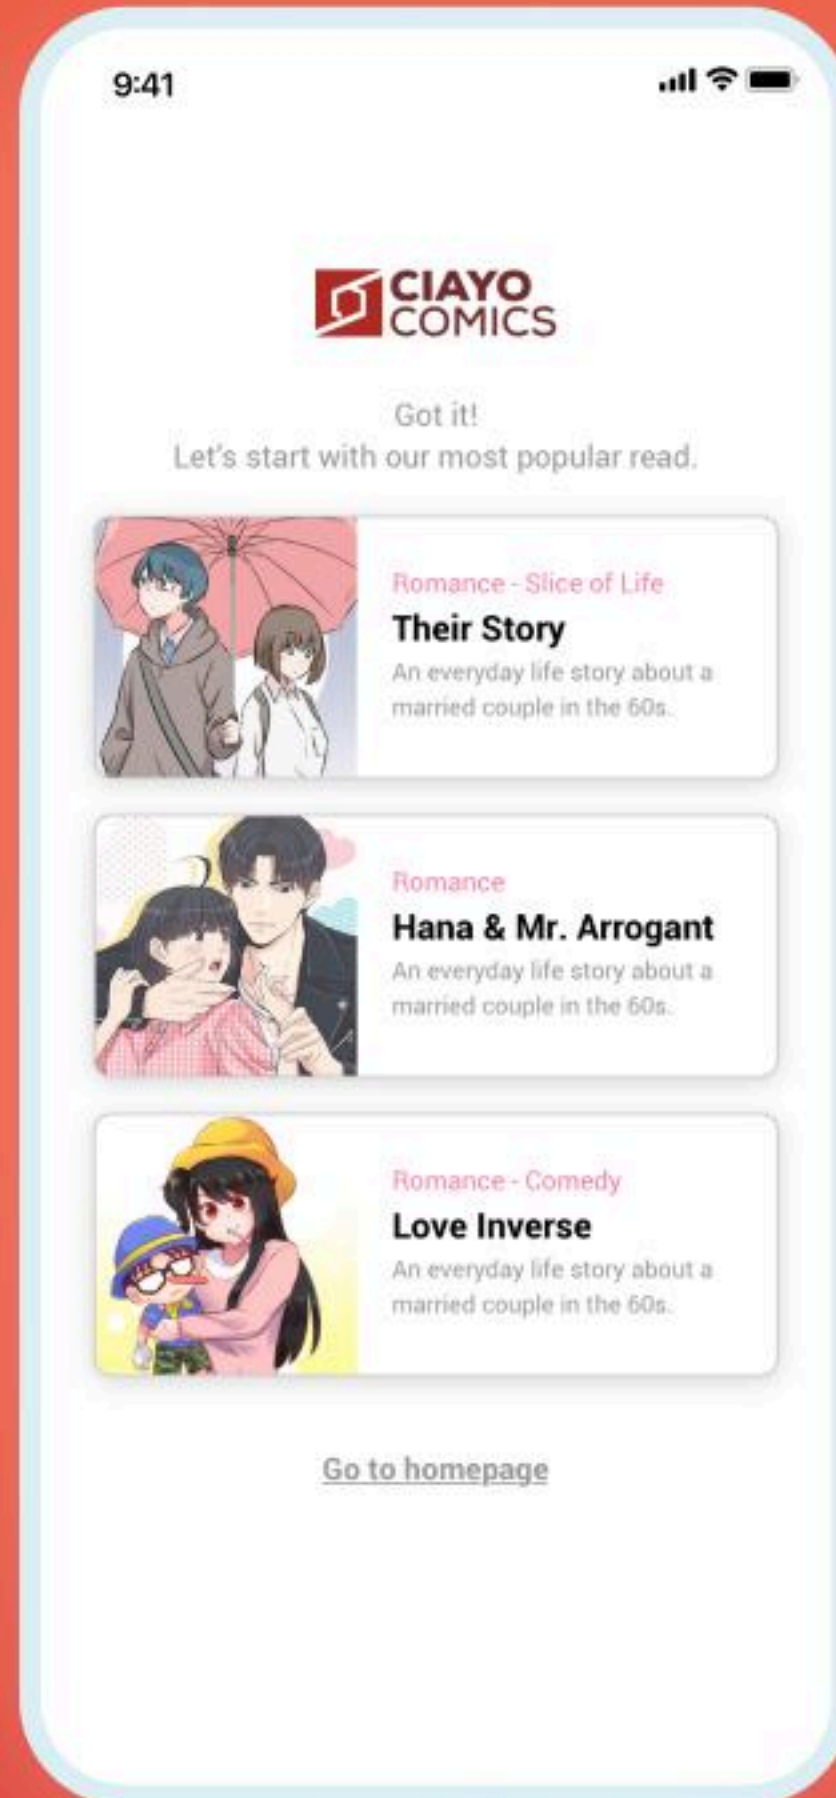 9:41
CIAYO
COMICS
Got it!
Let's start with our most popular read.
Romance - Slice of Life
Their Story
An everyday life story about a
married couple in the 60s.
Romance
Hana & Mr. Arrogant
An everyday life story about a
married couple in the 60s.
Romance - Comedy
Love Inverse
An everyday life story about a
married couple in the 60s.
Go to homepage